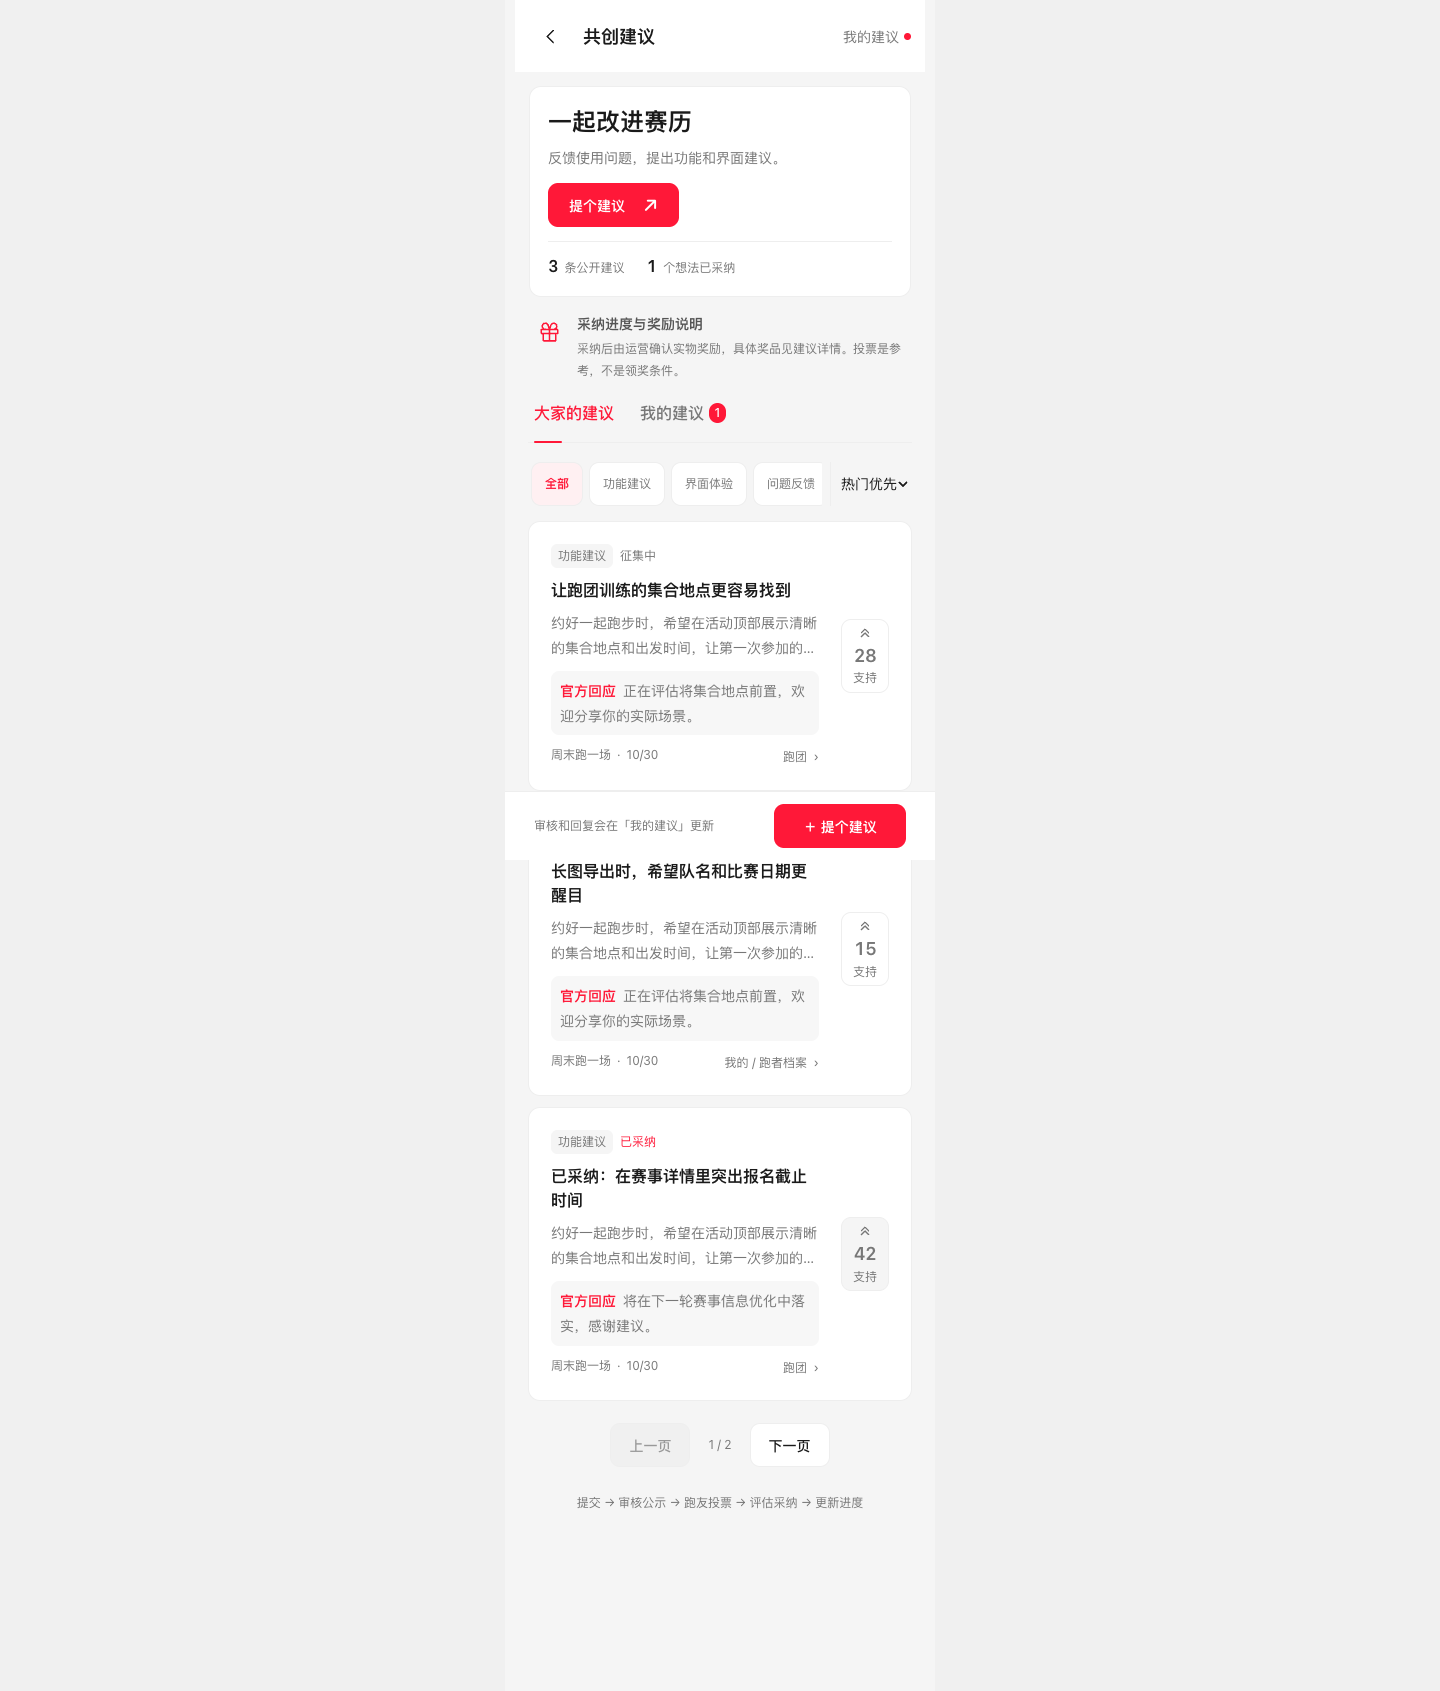 共创建议
我的建议
一起改进赛历
反馈使用问题，提出功能和界面建议。
提个建议
3 条公开建议 1 个想法已采纳
采纳进度与奖励说明
采纳后由运营确认实物奖励，具体奖品见建议详情。投票是参
考，不是领奖条件。
大家的建议 我的建议 1
全部 功能建议 界面体验 问题反馈 热门优先
功能建议 征集中
让跑团训练的集合地点更容易找到
约好一起跑步时，希望在活动顶部展示清晰
的集合地点和出发时间，让第一次参加的...
28
支持
官方回应 正在评估将集合地点前置，欢
迎分享你的实际场景。
周末跑一场 · 10/30 跑团 ›
审核和回复会在「我的建议」更新
+ 提个建议
长图导出时，希望队名和比赛日期更
醒目
约好一起跑步时，希望在活动顶部展示清晰
的集合地点和出发时间，让第一次参加的...
15
支持
官方回应 正在评估将集合地点前置，欢
迎分享你的实际场景。
周末跑一场 · 10/30 我的 / 跑者档案 ›
功能建议 已采纳
已采纳：在赛事详情里突出报名截止
时间
约好一起跑步时，希望在活动顶部展示清晰
的集合地点和出发时间，让第一次参加的...
42
支持
官方回应 将在下一轮赛事信息优化中落
实，感谢建议。
周末跑一场 · 10/30 跑团 ›
上一页 1 / 2 下一页
提交 → 审核公示 → 跑友投票 → 评估采纳 → 更新进度